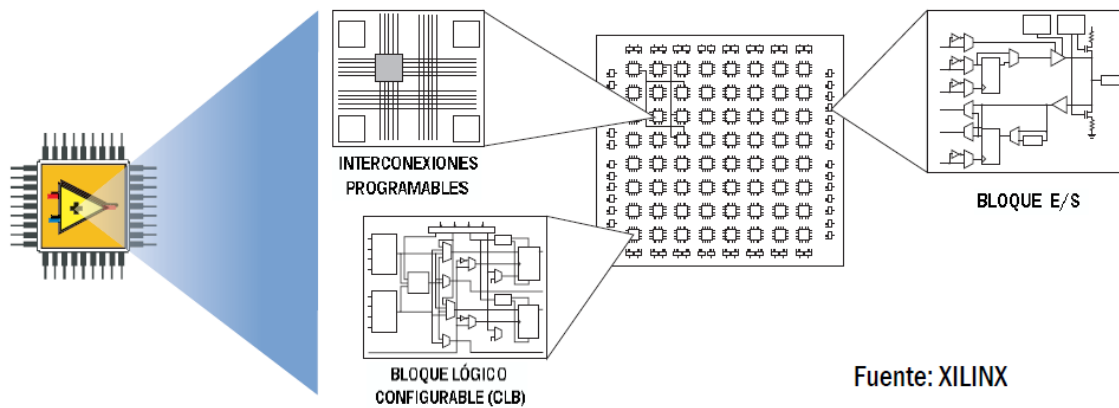 INTERCONEXIONES
PROGRAMABLES
BLOQUE E/S
BLOQUE LÓGICO
CONFIGURABLE (CLB)
Fuente: XILINX